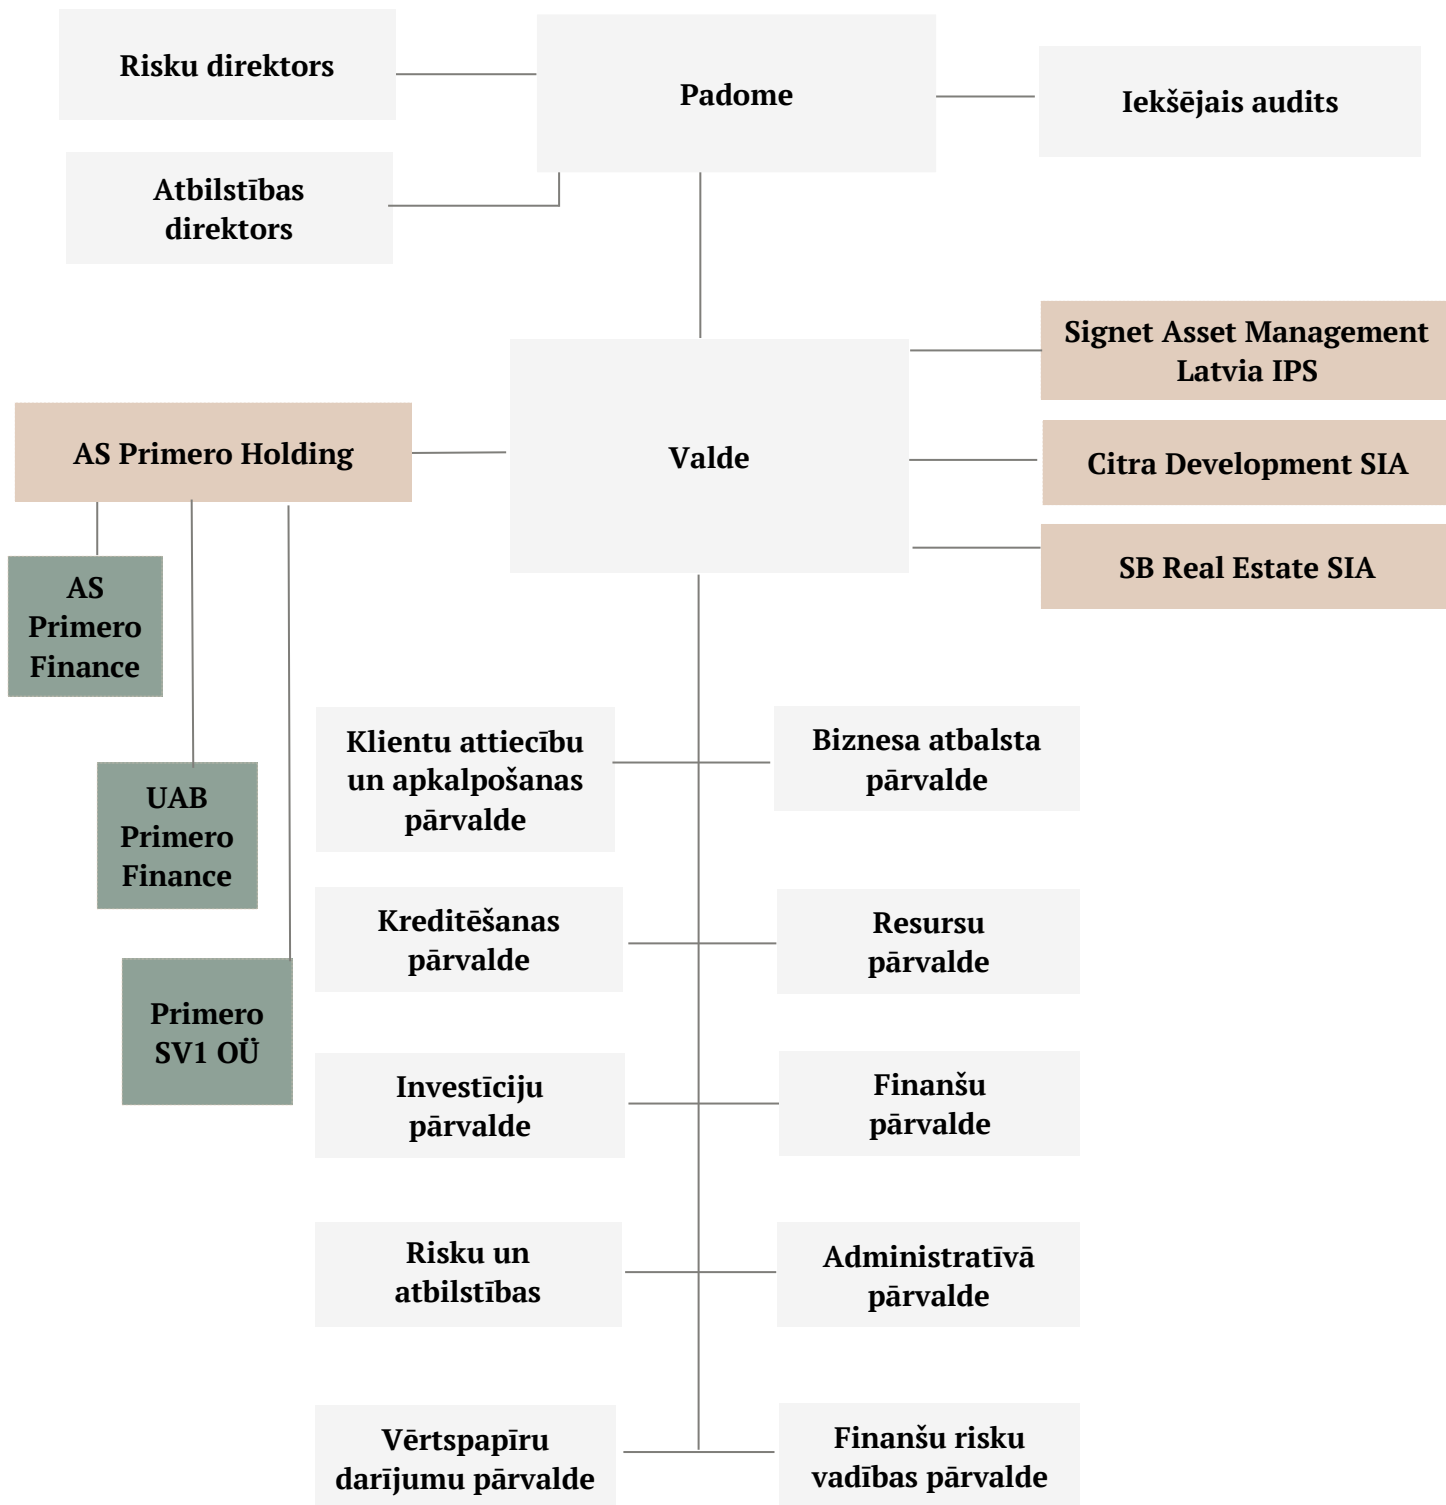 Risku direktors
Padome
Iekšējais audits
Atbilstības
direktors
Signet Asset Management
Latvia IPS
AS Primero Holding
Valde
Citra Development SIA
SB Real Estate SIA
AS
Primero
Finance
UAB
Primero
Finance
Primero
SV1 OÜ
Klientu attiecību
un apkalpošanas
pārvalde
Biznesa atbalsta
pārvalde
Kreditēšanas
pārvalde
Resursu
pārvalde
Investīciju
pārvalde
Finanšu
pārvalde
Risku un
atbilstības
Administratīvā
pārvalde
Vērtspapīru
darījumu pārvalde
Finanšu risku
vadības pārvalde